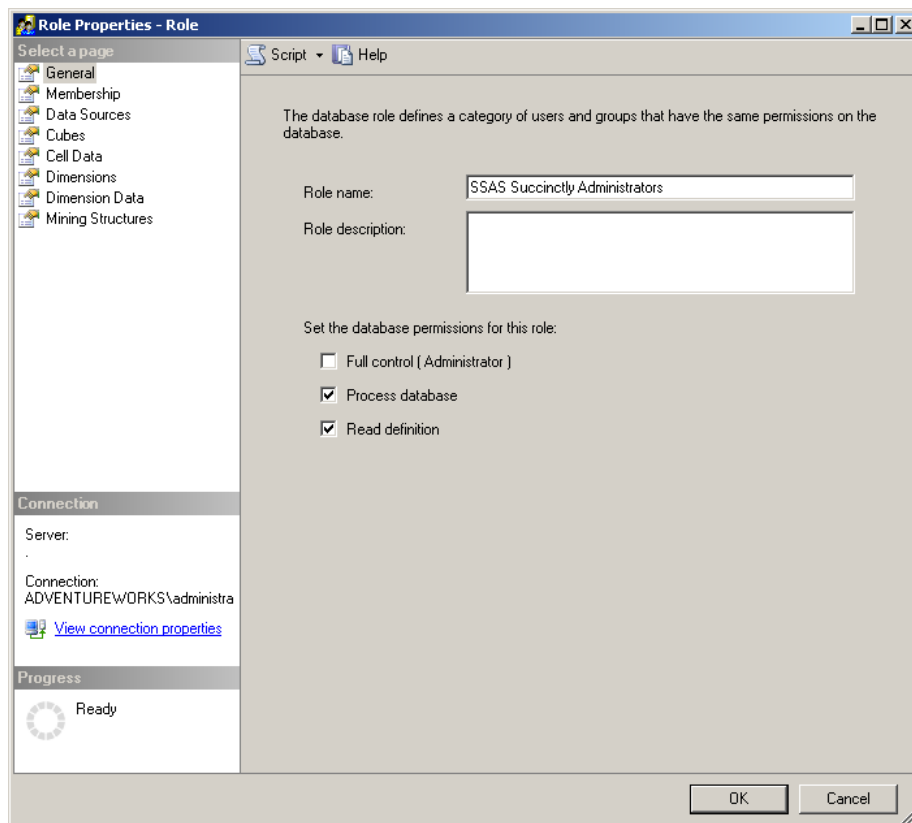 Role Properties - Role
Select a page
General
Membership
Data Sources
Cubes
Cell Data
Dimensions
Dimension Data
Mining Structures
Script
Help
The database role defines a category of users and groups that have the same permissions on the
database.
Role name:
SSAS Succinctly Administrators
Role description:
Set the database permissions for this role:
Full control ( Administrator )
Process database
Read definition
Connection
Server:
.
Connection:
ADVENTUREWORKS\administra
View connection properties
Progress
Ready
OK
Cancel